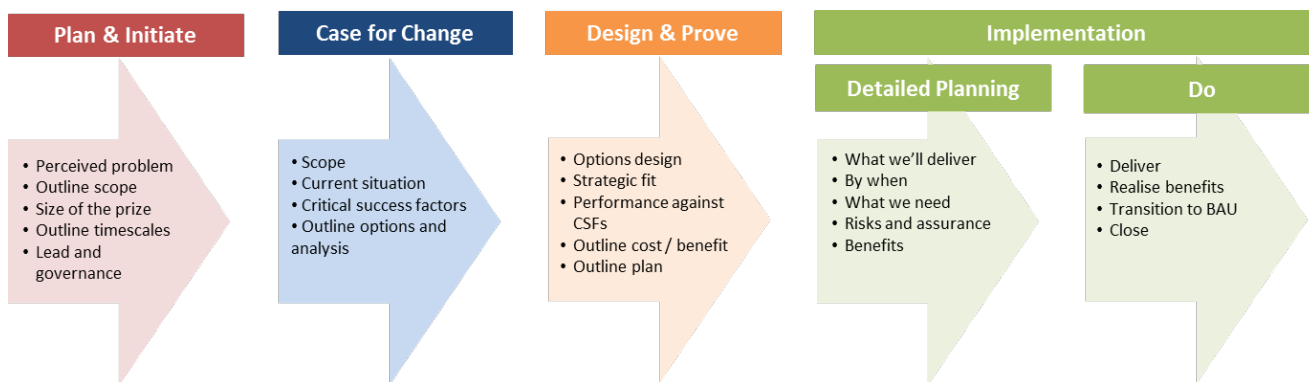 Plan & Initiate
• Perceived problem
• Outline scope
• Size of the prize
• Outline timescales
• Lead and
governance
Case for Change
• Scope
• Current situation
• Critical success factors
• Outline options and
analysis
Design & Prove
• Options design
• Strategic fit
• Performance against
CSFs
• Outline cost / benefit
• Outline plan
Implementation
Detailed Planning
• What we'll deliver
• By when
• What we need
• Risks and assurance
• Benefits
Do
• Deliver
• Realise benefits
• Transition to BAU
• Close